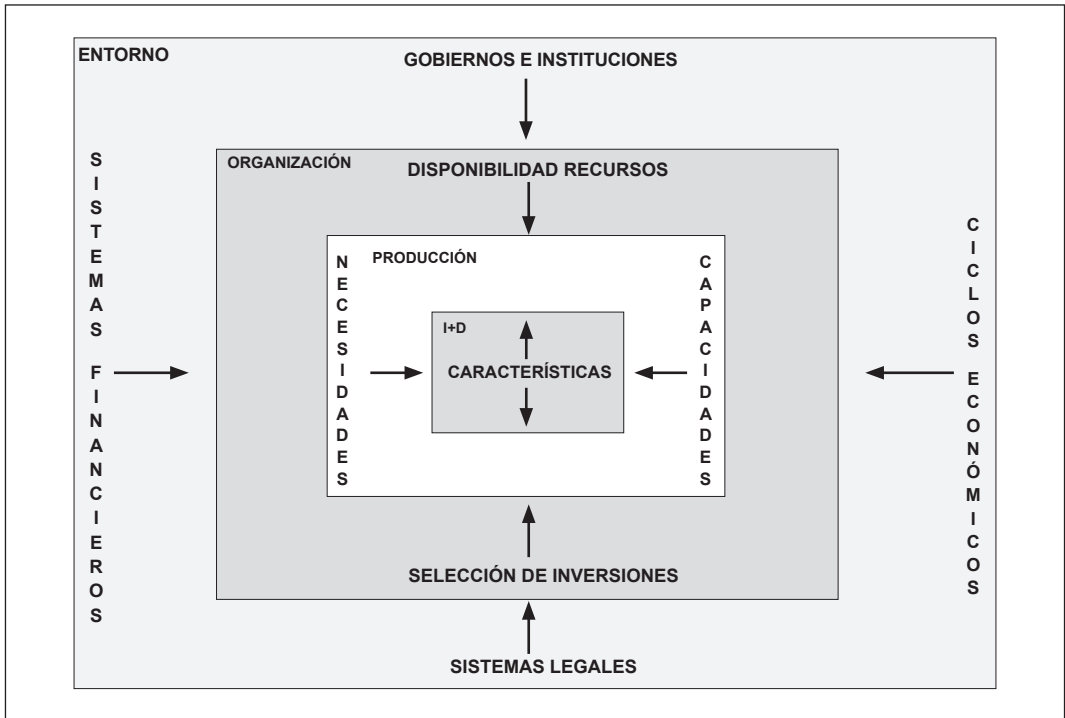 ENTORNO
GOBIERNOS E INSTITUCIONES
ORGANIZACIÓN
DISPONIBILIDAD RECURSOS
SISTEMAS FINANCIEROS
NECESIDADES
PRODUCCIÓN
CAPACIDADES
CICLOS ECONÓMICOS
I+D
CARACTERÍSTICAS
SELECCIÓN DE INVERSIONES
SISTEMAS LEGALES